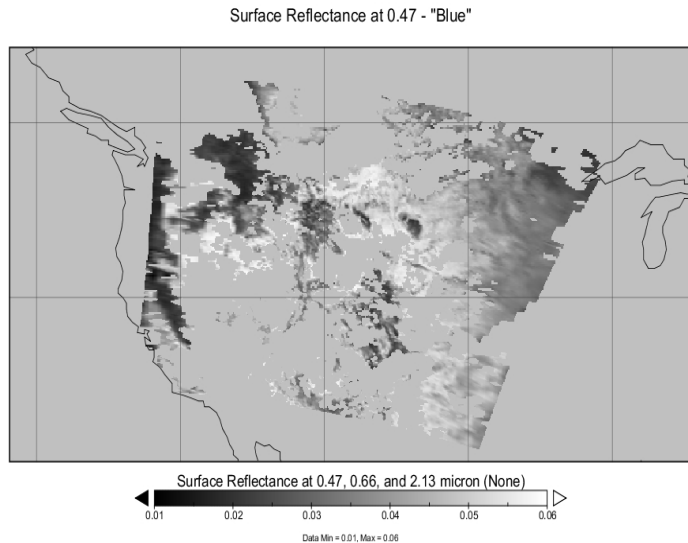 Surface Reflectance at 0.47 - "Blue"
Surface Reflectance at 0.47, 0.66, and 2.13 micron (None)
0.01 0.02 0.03 0.04 0.05 0.06
Data Min = 0.01, Max = 0.06